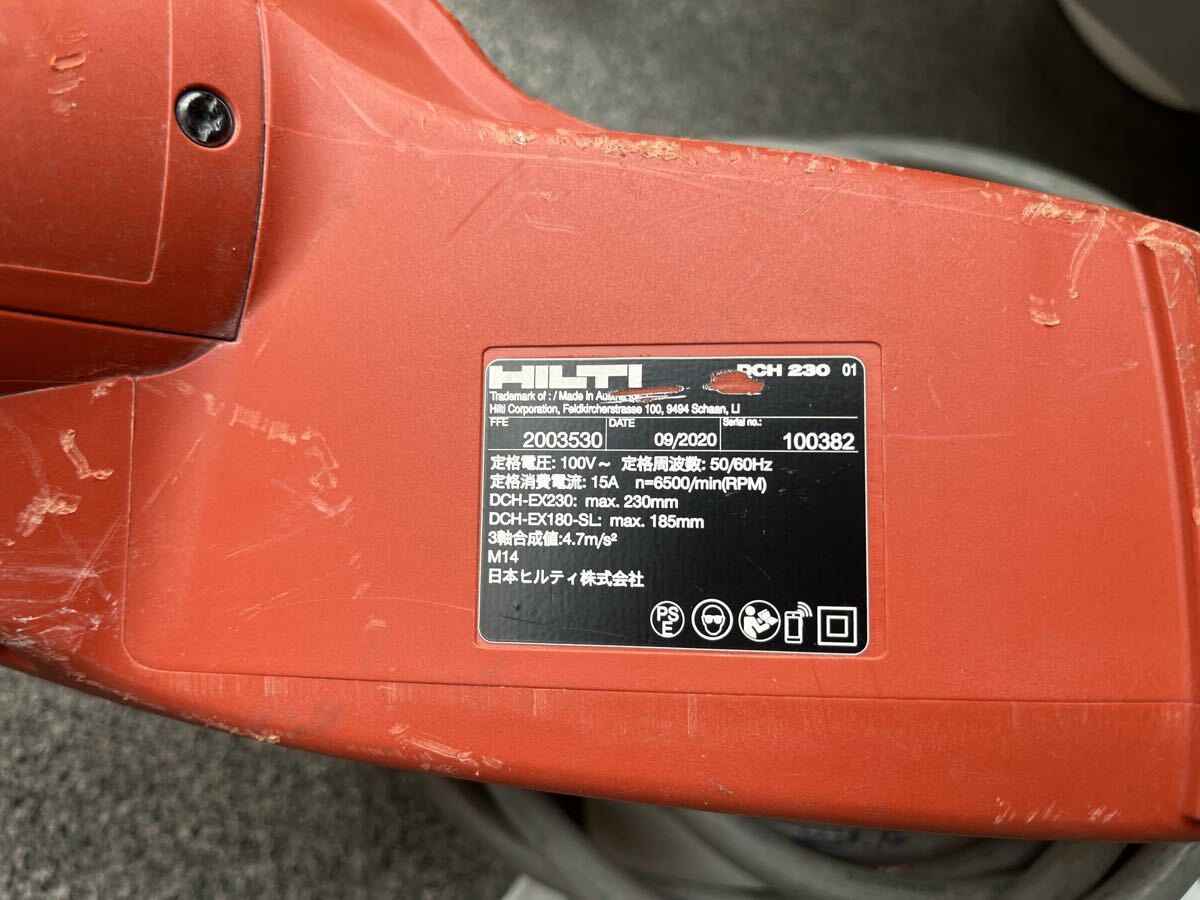 HILTI DCH 230 01
Trademark of : / Made in Austria
Hilti Corporation, Feldkircherstrasse 100, 9494 Schaan, LI
FFE DATE Serial no.:
2003530 09/2020 100382
定格電圧: 100V～ 定格周波数: 50/60Hz
定格消費電流: 15A n=6500/min(RPM)
DCH-EX230: max. 230mm
DCH-EX180-SL: max. 185mm
3軸合成値:4.7m/s²
M14
日本ヒルティ株式会社
PS
E